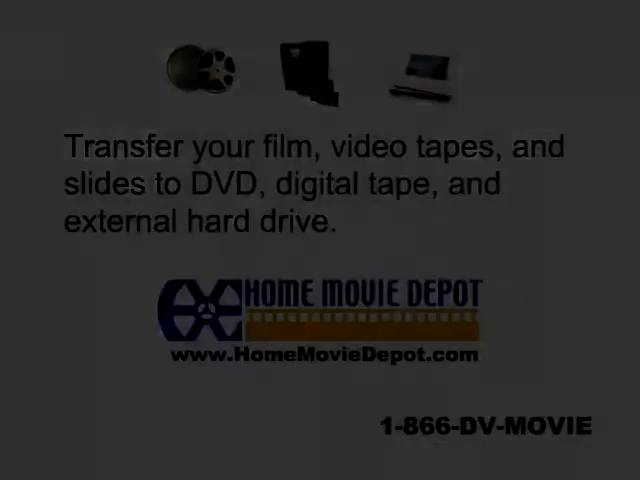 Transfer your film, video tapes, and
slides to DVD, digital tape, and
external hard drive.
HOME MOVIE DEPOT
www.HomeMovieDepot.com
1-866-DV-MOVIE